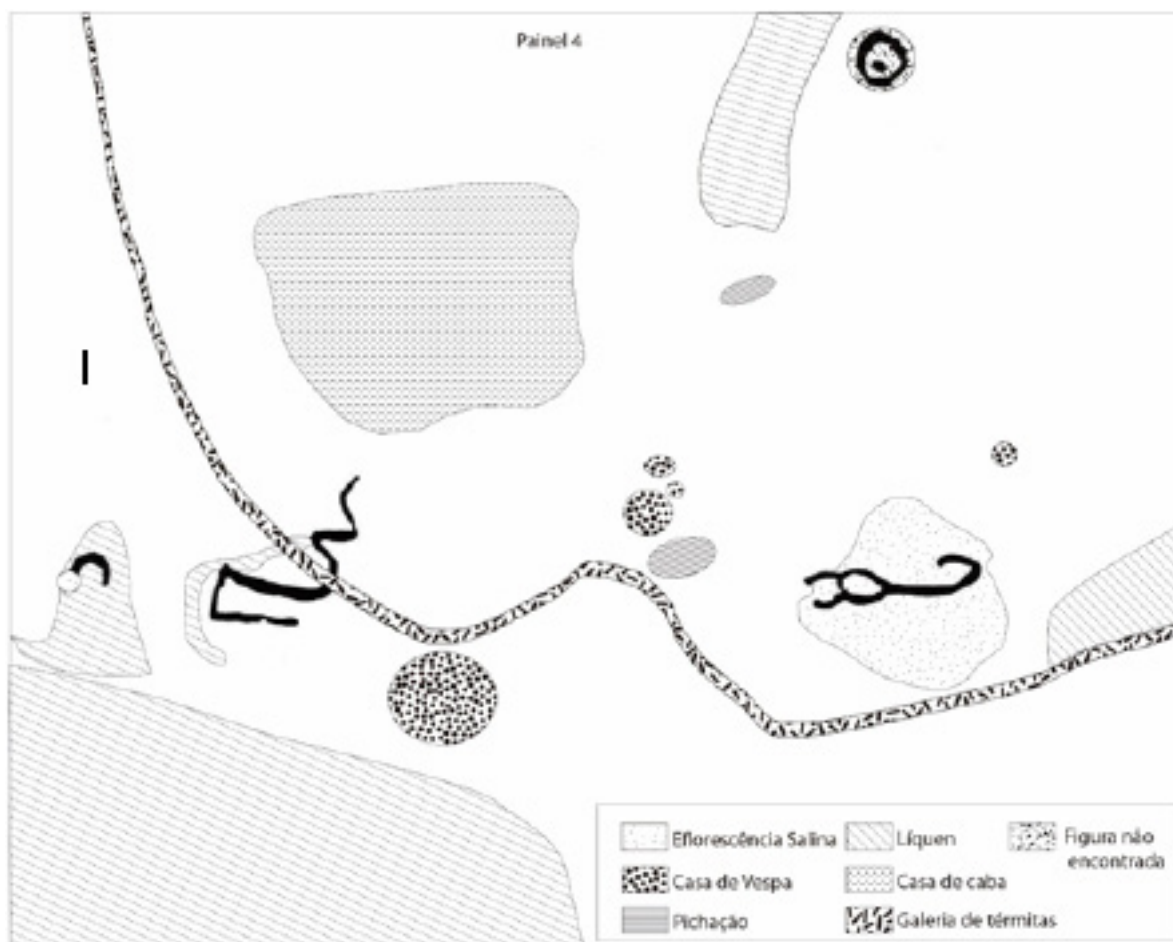 Painel 4
Eflorescência Salina
Líquen
Figura não
encontrada
Casa de Vespa
Casa de caba
Pichação
Galeria de térmitas